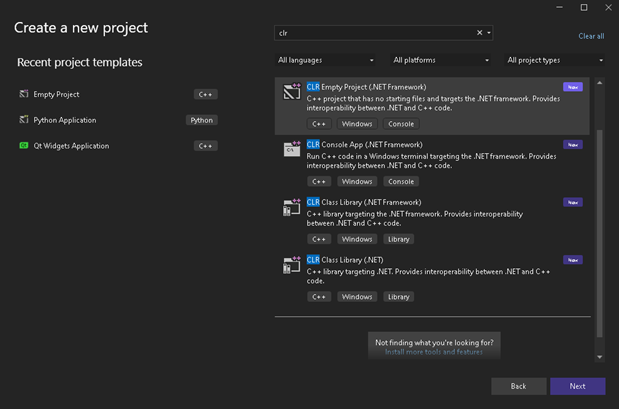 Create a new project
clr
Clear all
Recent project templates
All languages
All platforms
All project types
Empty Project
C++
Python Application
Python
Qt Widgets Application
C++
CLR Empty Project (.NET Framework)
New
C++ project that has no starting files and targets the .NET framework. Provides
interoperability between .NET and C++ code.
C++ Windows Console
CLR Console App (.NET Framework)
New
Run C++ code in a Windows terminal targeting the .NET framework. Provides
interoperability between .NET and C++ code.
C++ Windows Console
CLR Class Library (.NET Framework)
New
C++ library targeting the .NET framework. Provides interoperability
between .NET and C++ code.
C++ Windows Library
CLR Class Library (.NET)
New
C++ library targeting .NET. Provides interoperability between .NET and C++
code.
C++ Windows Library
Not finding what you're looking for?
Install more tools and features
Back
Next